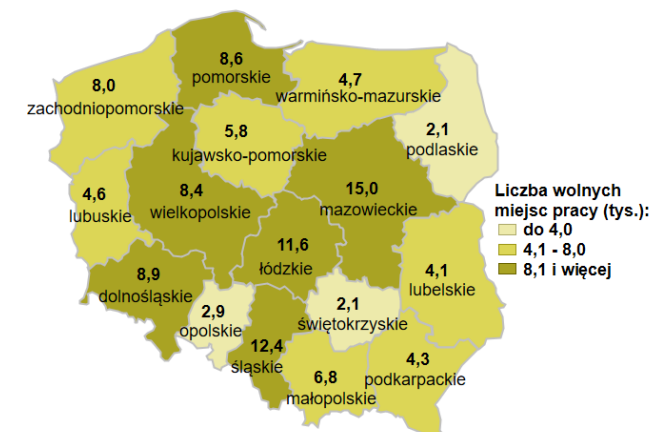 8,6
pomorskie
4,7
warmińsko-mazurskie
8,0
zachodniopomorskie
2,1
podlaskie
5,8
kujawsko-pomorskie
4,6
lubuskie
8,4
wielkopolskie
15,0
mazowieckie
Liczba wolnych
miejsc pracy (tys.):
do 4,0
4,1 - 8,0
8,1 i więcej
11,6
łódzkie
8,9
dolnośląskie
4,1
lubelskie
2,9
opolskie
2,1
świętokrzyskie
12,4
śląskie
6,8
małopolskie
4,3
podkarpackie